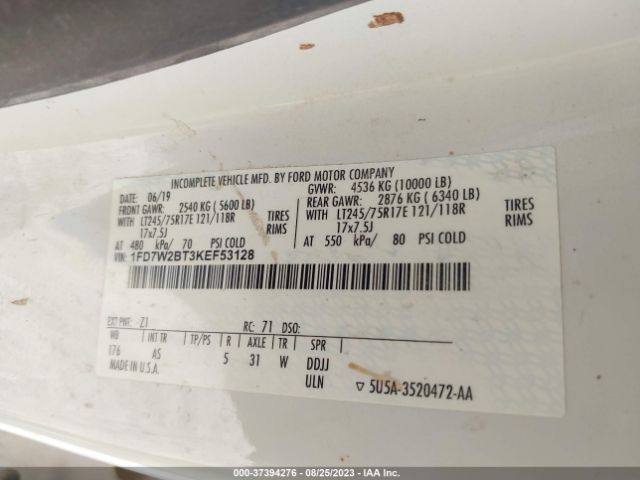 INCOMPLETE VEHICLE MFD. BY FORD MOTOR COMPANY
DATE: 06/19 GVWR: 4536 KG (10000 LB)
FRONT GAWR: 2540 KG ( 5600 LB) REAR GAWR: 2876 KG ( 6340 LB)
WITH LT245/75R17E 121/118R TIRES WITH LT245/75R17E 121/118R TIRES
17x7.5J RIMS 17x7.5J RIMS
AT 480 kPa/ 70 PSI COLD AT 550 kPa/ 80 PSI COLD
VIN: 1FD7W2BT3KEF53128
EXT PNT: Z1 RC: 71 DSO:
WB INT TR TP/PS R AXLE TR SPR
176 AS 5 31 W DDJJ
MADE IN U.S.A. ULN ▽ 5U5A-3520472-AA
000-37394276 - 08/25/2023 - IAA Inc.